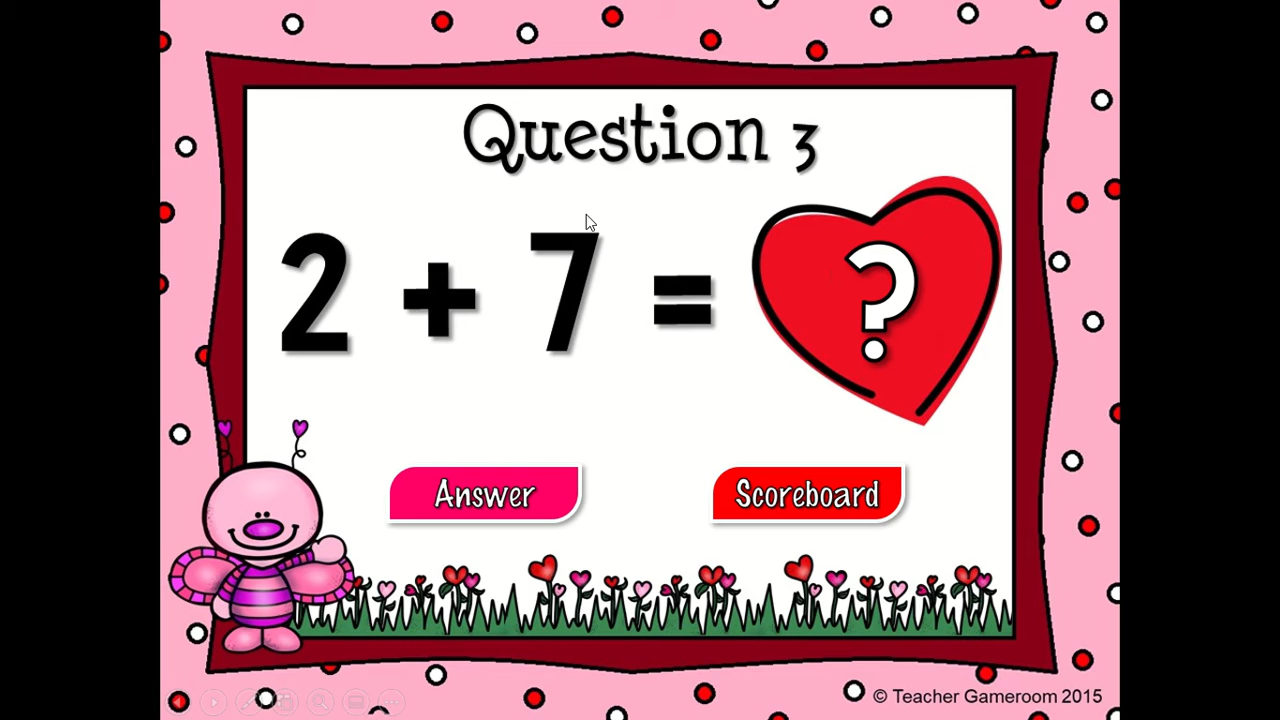 Question 3
2 + 7 = ?
Answer
Scoreboard
© Teacher Gameroom 2015